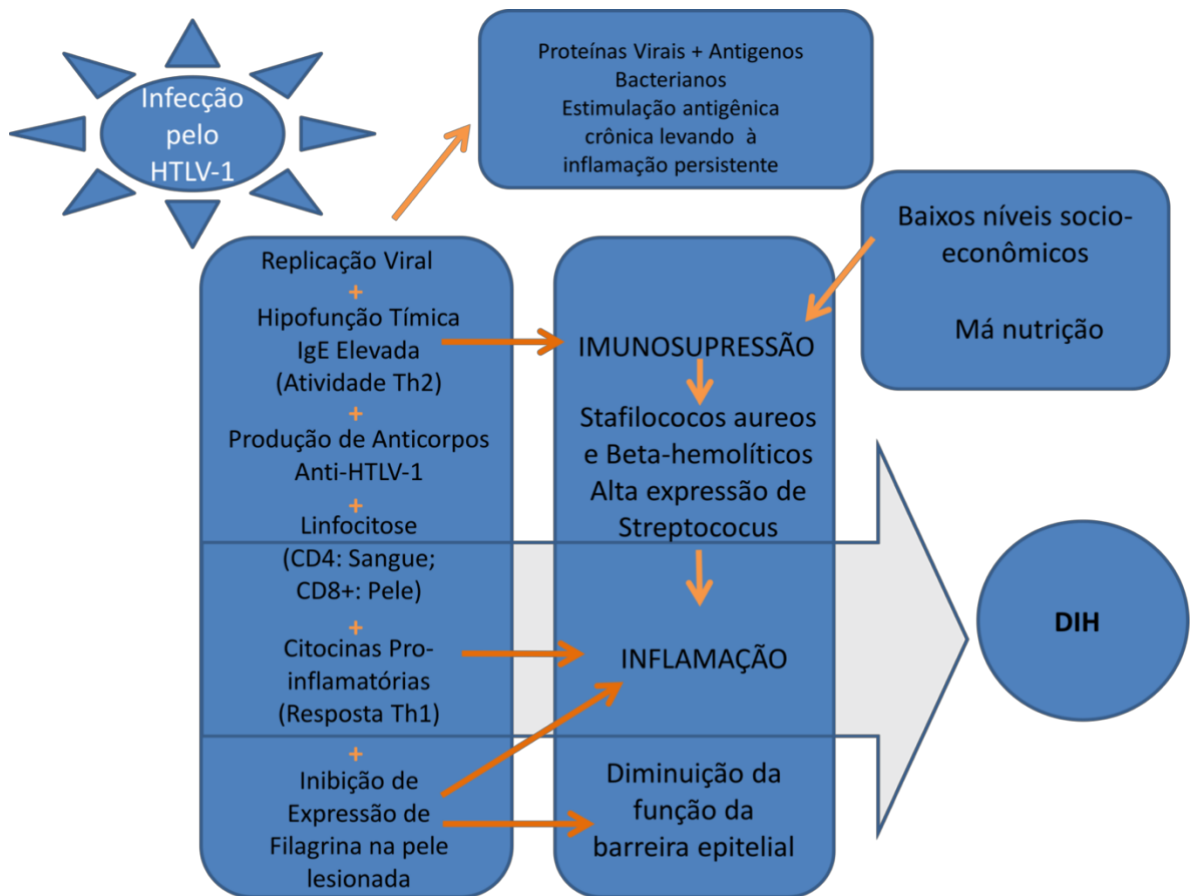 Infecção
pelo
HTLV-1
Proteínas Virais + Antigenos
Bacterianos
Estimulação antigênica
crônica levando à
inflamação persistente
Baixos níveis socio-
econômicos
Má nutrição
Replicação Viral
+
Hipofunção Tímica
IgE Elevada
(Atividade Th2)
+
Produção de Anticorpos
Anti-HTLV-1
+
Linfocitose
(CD4: Sangue;
CD8+: Pele)
+
Citocinas Pro-
inflamatórias
(Resposta Th1)
+
Inibição de
Expressão de
Filagrina na pele
lesionada
IMUNOSUPRESSÃO
Stafilococos aureos
e Beta-hemolíticos
Alta expressão de
Streptococus
INFLAMAÇÃO
Diminuição da
função da
barreira epitelial
DIH